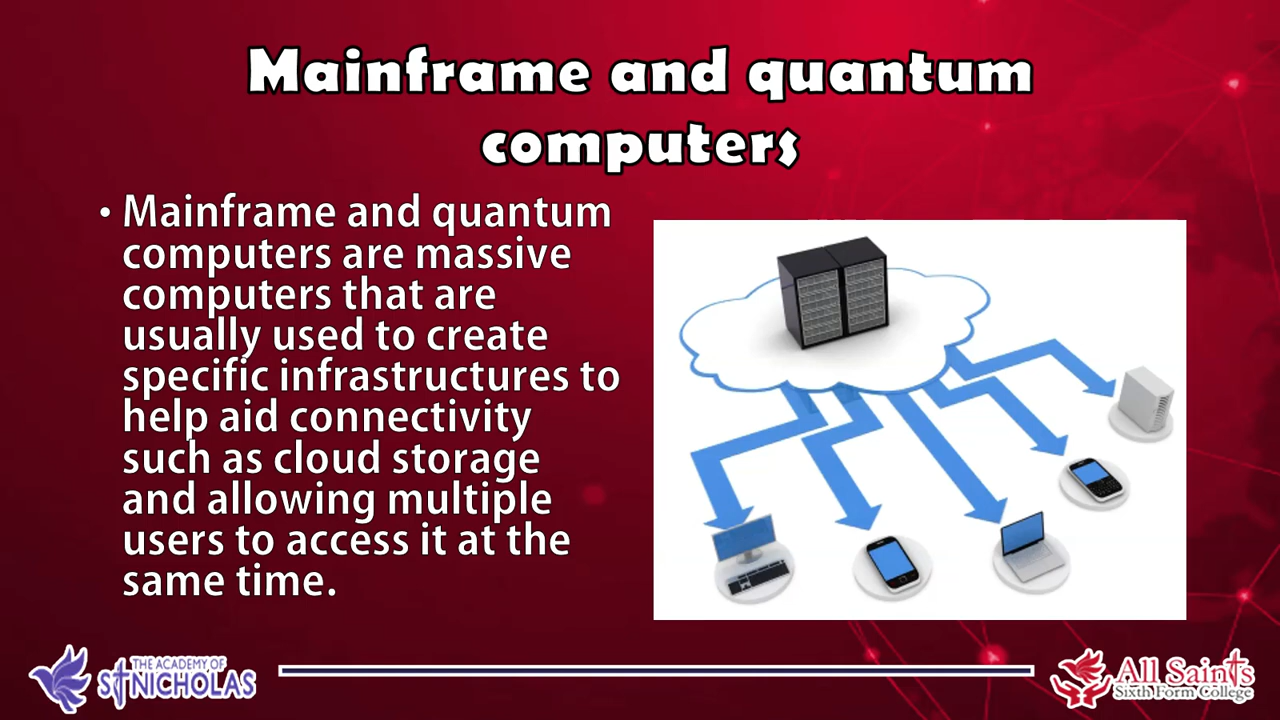 Mainframe and quantum
computers
• Mainframe and quantum
computers are massive
computers that are
usually used to create
specific infrastructures to
help aid connectivity
such as cloud storage
and allowing multiple
users to access it at the
same time.
THE ACADEMY OF
ST NICHOLAS
All Saints
Sixth Form College